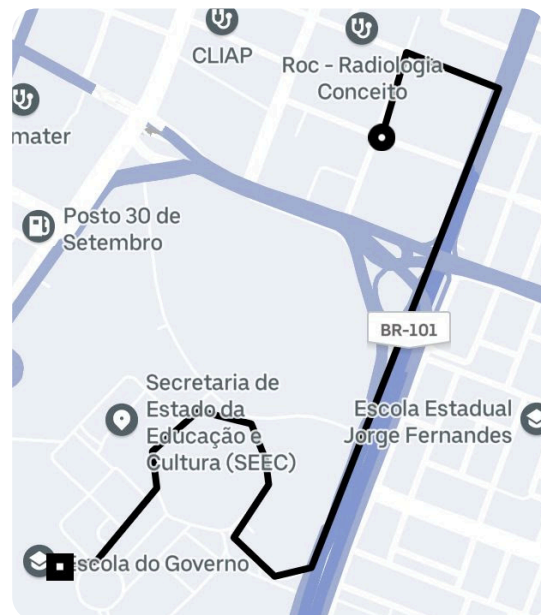 CLIAP
Roc - Radiologia
Conceito
mater
Posto 30 de
Setembro
BR-101
Secretaria de
Estado da
Educação e
Cultura (SEEC)
Escola Estadual
Jorge Fernandes
Escola do Governo